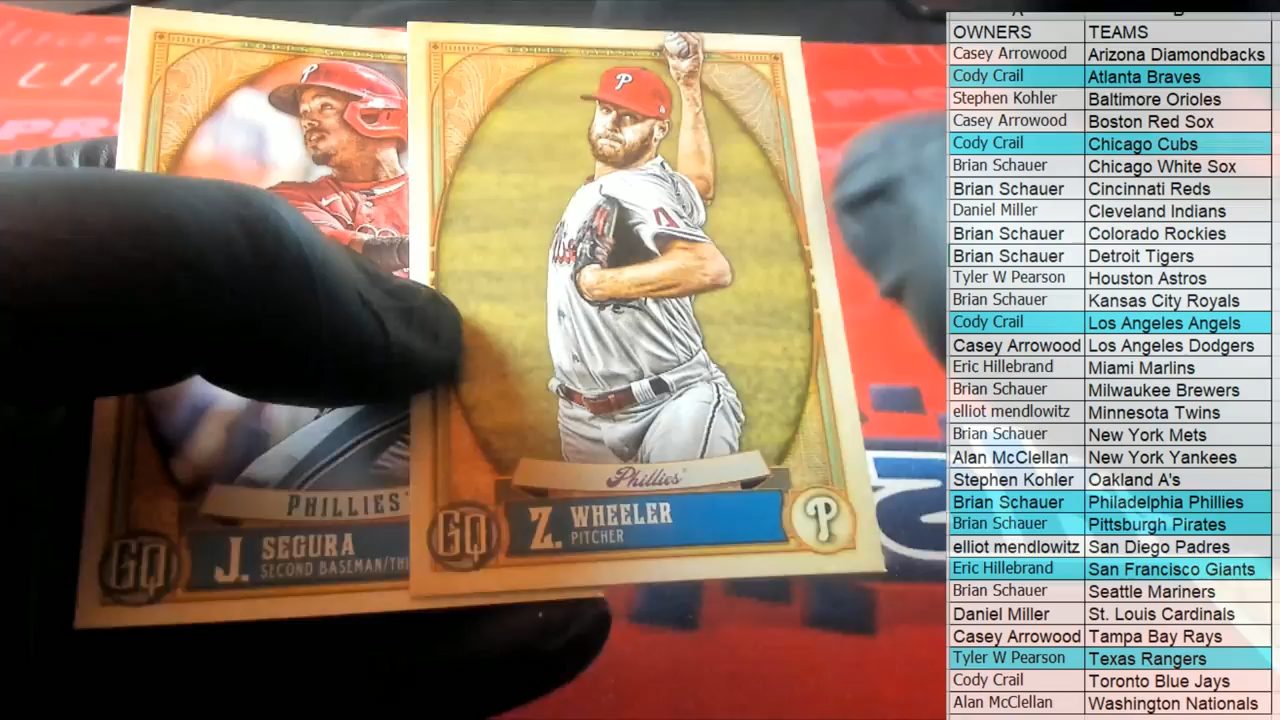 TOPPS GYPSY
P
PHILLIES
GQ
J. SEGURA
SECOND BASEMAN/THI
P
Phillies
GQ
Z. WHEELER
PITCHER
P
OWNERS TEAMS
Casey Arrowood Arizona Diamondbacks
Cody Crail Atlanta Braves
Stephen Kohler Baltimore Orioles
Casey Arrowood Boston Red Sox
Cody Crail Chicago Cubs
Brian Schauer Chicago White Sox
Brian Schauer Cincinnati Reds
Daniel Miller Cleveland Indians
Brian Schauer Colorado Rockies
Brian Schauer Detroit Tigers
Tyler W Pearson Houston Astros
Brian Schauer Kansas City Royals
Cody Crail Los Angeles Angels
Casey Arrowood Los Angeles Dodgers
Eric Hillebrand Miami Marlins
Brian Schauer Milwaukee Brewers
elliot mendlowitz Minnesota Twins
Brian Schauer New York Mets
Alan McClellan New York Yankees
Stephen Kohler Oakland A's
Brian Schauer Philadelphia Phillies
Brian Schauer Pittsburgh Pirates
elliot mendlowitz San Diego Padres
Eric Hillebrand San Francisco Giants
Brian Schauer Seattle Mariners
Daniel Miller St. Louis Cardinals
Casey Arrowood Tampa Bay Rays
Tyler W Pearson Texas Rangers
Cody Crail Toronto Blue Jays
Alan McClellan Washington Nationals